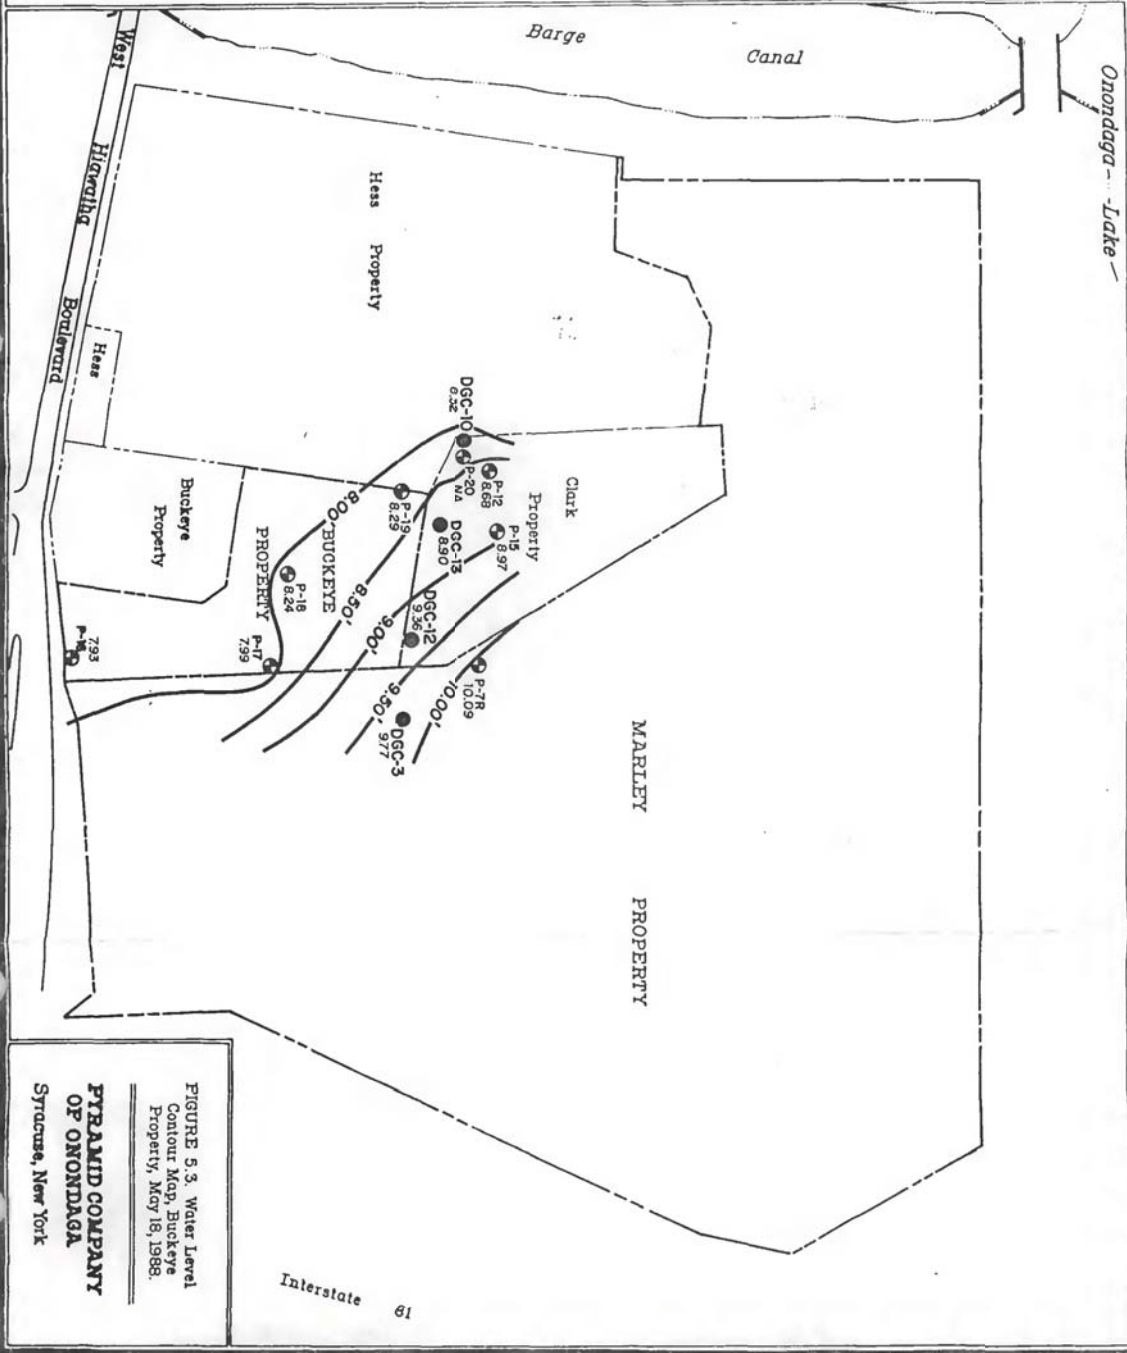 Barge
Canal
Onondaga Lake
West
Hiawatha
Boulevard
Hess Property
Hess
Buckeye
Property
Clark
Property
BUCKEYE
PROPERTY
MARLEY PROPERTY
DGC-10
P-20
NA
P-12
8.68
P-19
8.29
DGC-13
8.90
P-15
8.97
P-18
8.24
P-17
7.99
7.93
DGC-12
9.36
P-7R
10.09
DGC-3
9.77
8.00'
8.50'
9.00'
9.50'
10.00'
Interstate 81
FIGURE 5.3. Water Level
Contour Map, Buckeye
Property, May 18, 1988.
PYRAMID COMPANY
OF ONONDAGA
Syracuse, New York